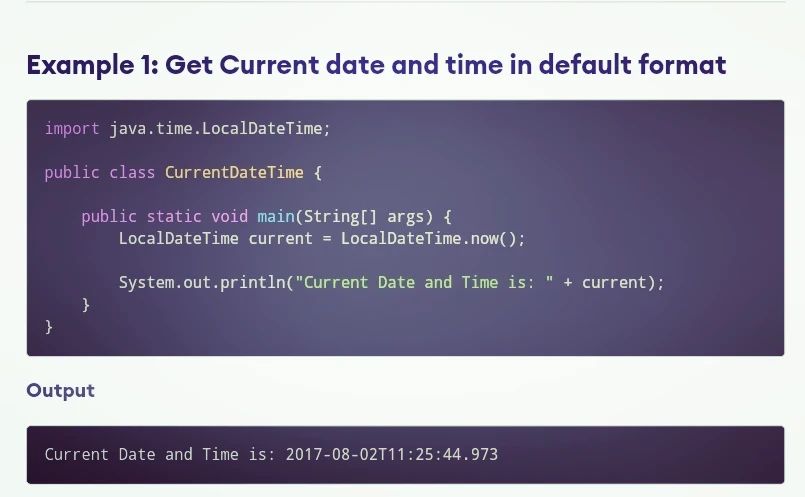 Example 1: Get Current date and time in default format
import java.time.LocalDateTime;
public class CurrentDateTime {
public static void main(String[] args) {
LocalDateTime current = LocalDateTime.now();
System.out.println("Current Date and Time is: " + current);
}
}
Output
Current Date and Time is: 2017-08-02T11:25:44.973